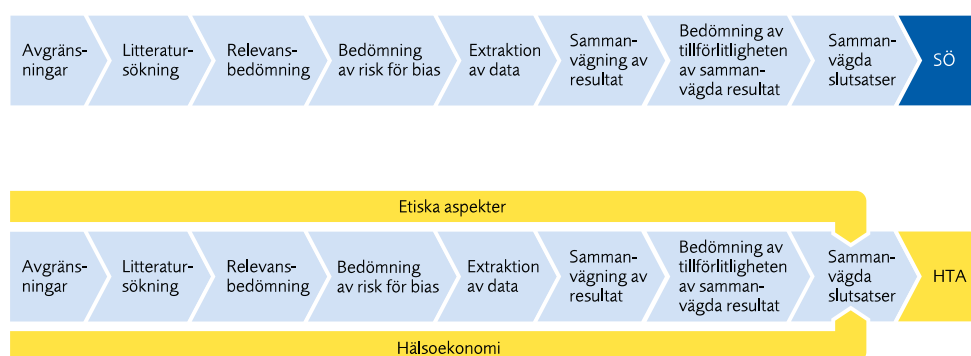 Avgräns-
ningar
Litteratur-
sökning
Relevans-
bedömning
Bedömning
av risk för bias
Extraktion
av data
Samman-
vägning av
resultat
Bedömning av
tillförlitligheten
av samman-
vägda resultat
Samman-
vägda
slutsatser
SÖ
Etiska aspekter
Avgräns-
ningar
Litteratur-
sökning
Relevans-
bedömning
Bedömning
av risk för bias
Extraktion
av data
Samman-
vägning av
resultat
Bedömning av
tillförlitligheten
av samman-
vägda resultat
Samman-
vägda
slutsatser
HTA
Hälsoekonomi